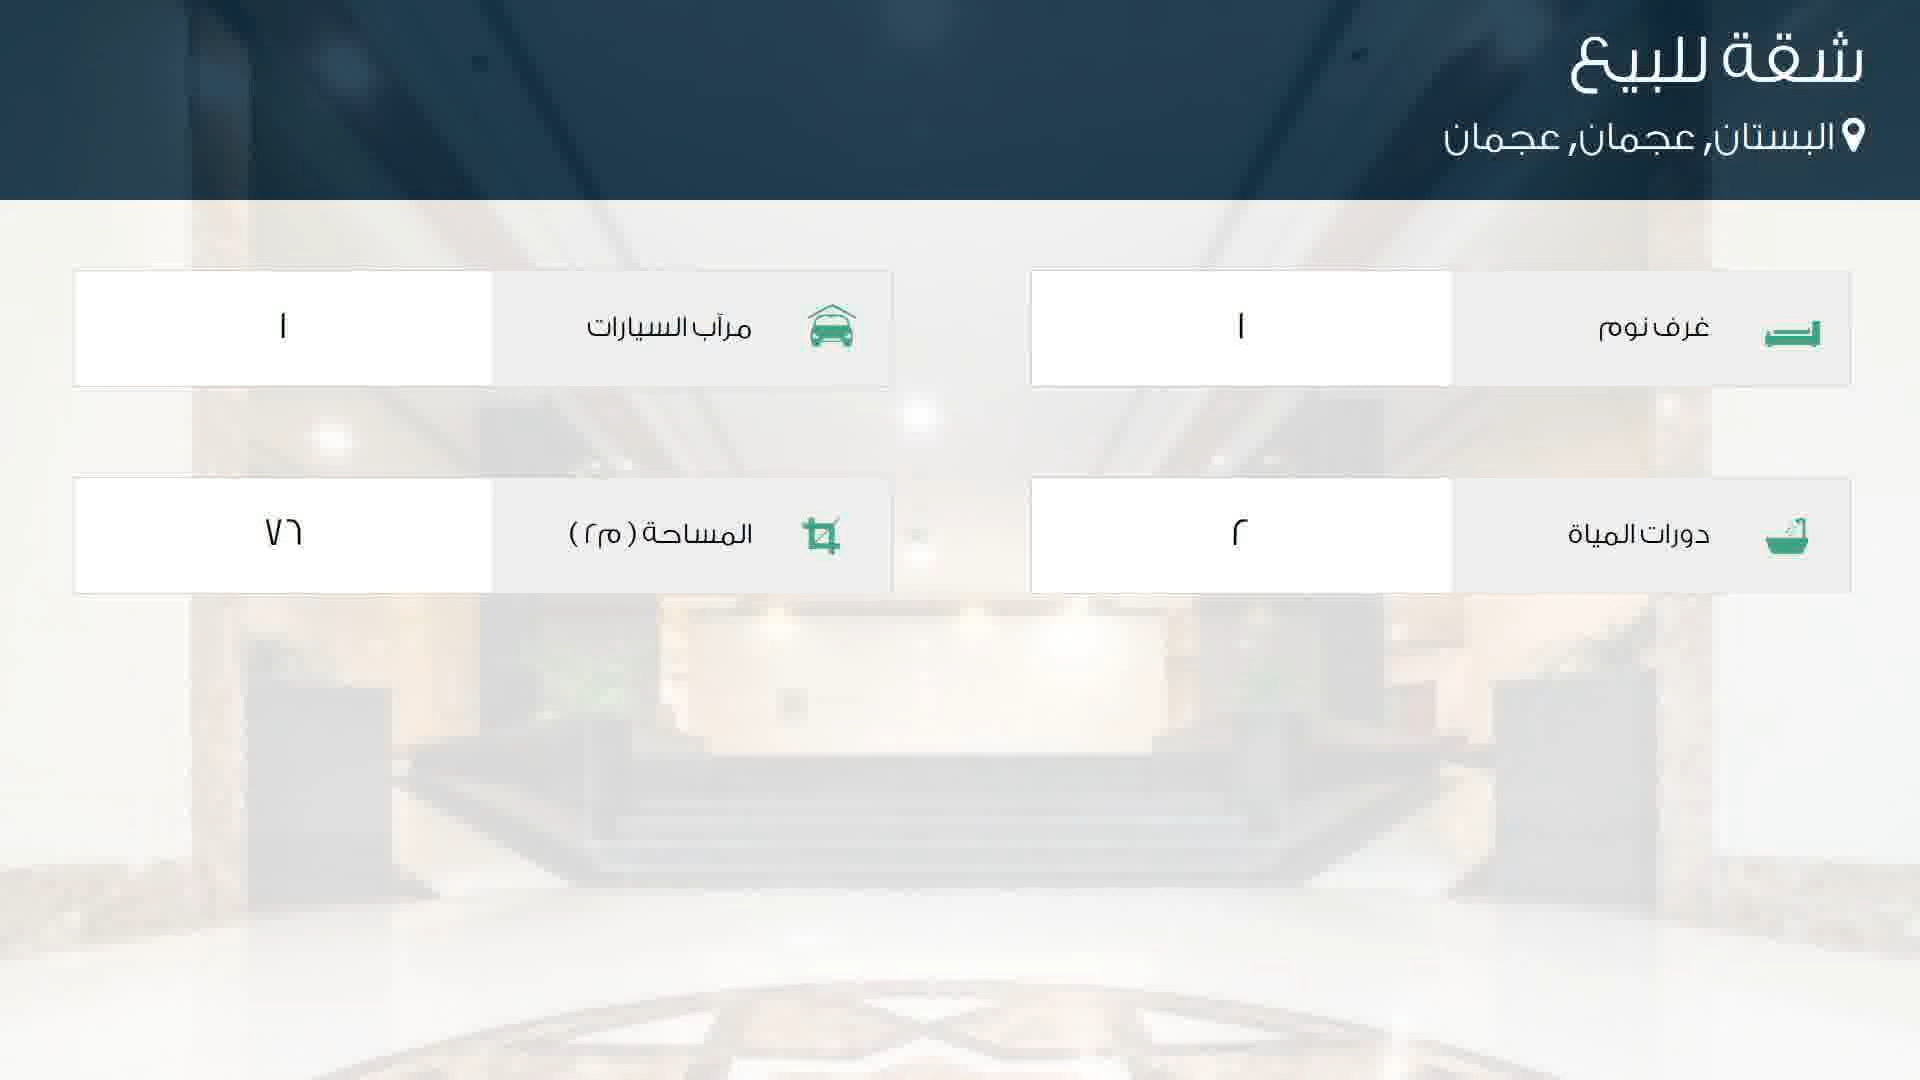 شقة للبيع
البستان, عجمان, عجمان
غرف نوم ١
مرآب السيارات ١
دورات المياة ٢
المساحة (م٢) ٧٦